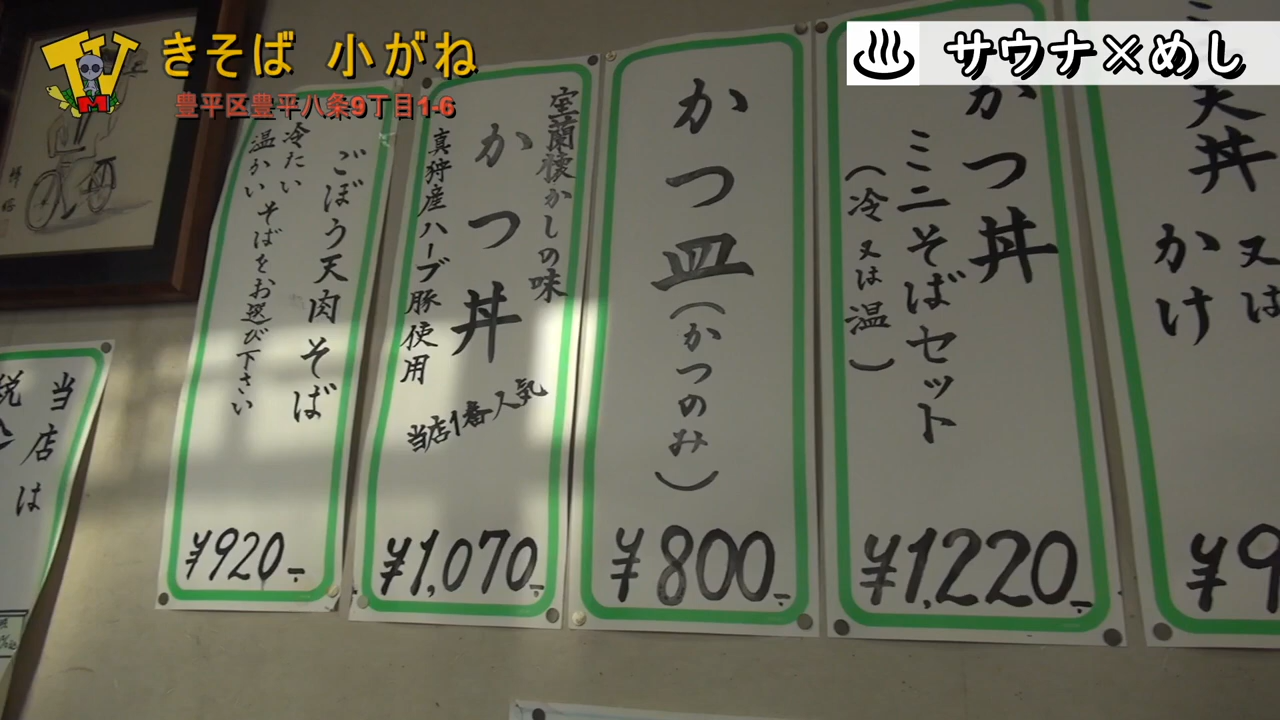 TV
M
きそば 小がね
豊平区豊平八条9丁目1-6
♨ サウナ×めし
天丼
又は
かけ
¥9
かつ丼
ミニそばセット
(冷又は温)
¥1,220-
かつ皿(かつのみ)
¥800-
室蘭懐かしの味
かつ丼
真狩産ハーブ豚使用
当店1番人気
¥1,070-
ごぼう天肉そば
冷たい
温かい
そばをお選び下さい
¥920-
当店は
税込